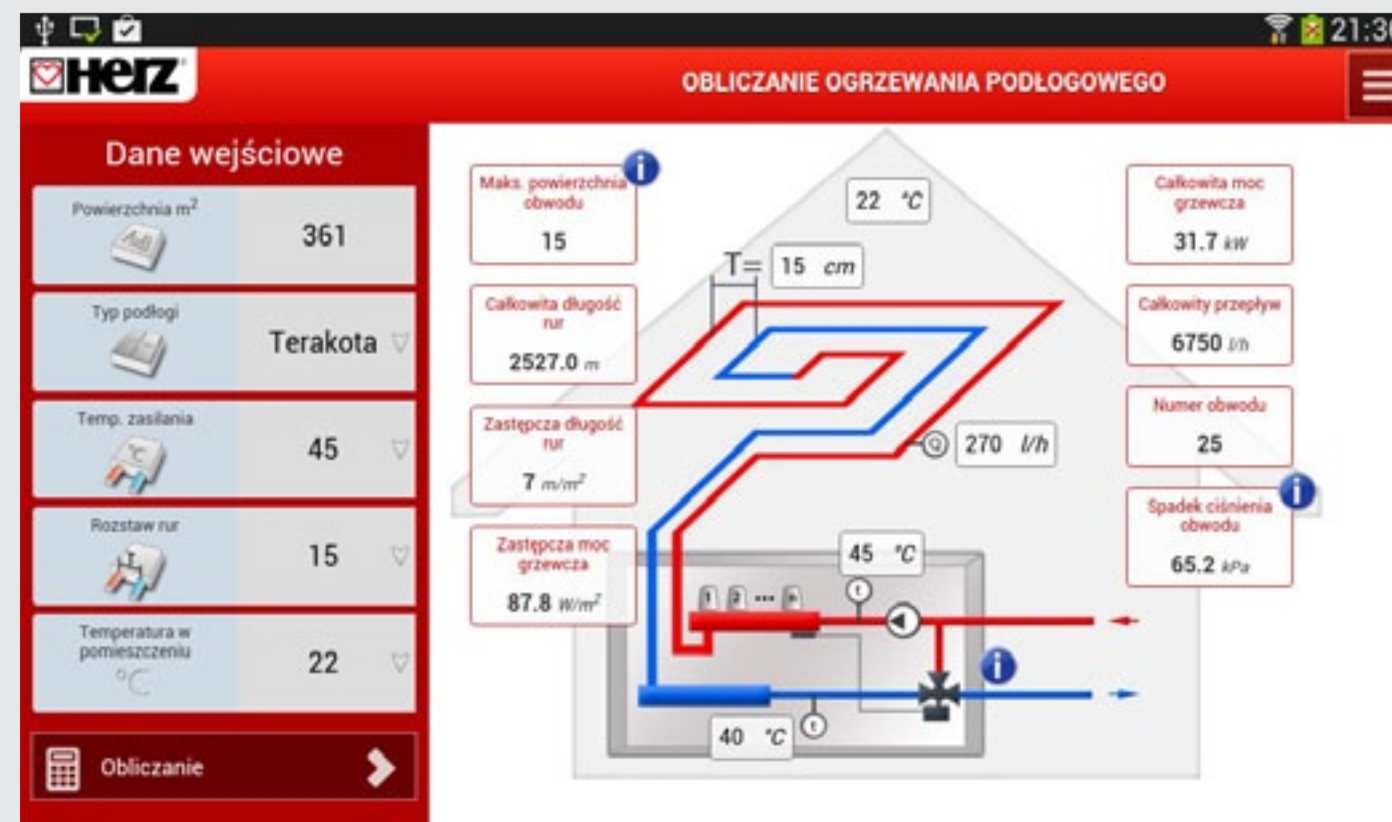 21:36
Herz
OBLICZANIE OGRZEWANIA PODŁOGOWEGO
Dane wejściowe
Powierzchnia m²
361
Typ podłogi
Terakota
Temp. zasilania
°C
45
Rozstaw rur
15
Temperatura w
pomieszczeniu
°C
22
Obliczanie
Maks. powierzchnia
obwodu
15
Całkowita długość
rur
2527.0 m
Zastępcza długość
rur
7 m/m²
Zastępcza moc
grzewcza
87.8 W/m²
22 °C
T= 15 cm
270 l/h
45 °C
1 2 ... n
t
t
40 °C
Całkowita moc
grzewcza
31.7 kW
Całkowity przepływ
6750 l/h
Numer obwodu
25
Spadek ciśnienia
obwodu
65.2 kPa